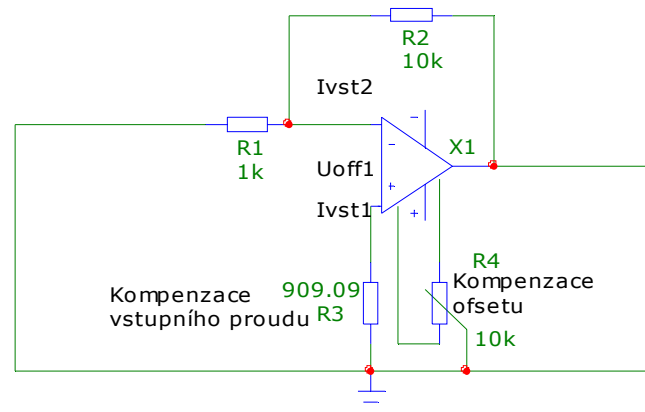 R2
10k
Ivst2
R1
1k
X1
Uoff1
Ivst1
R4
Kompenzace
ofsetu
10k
909.09
R3
Kompenzace
vstupního proudu